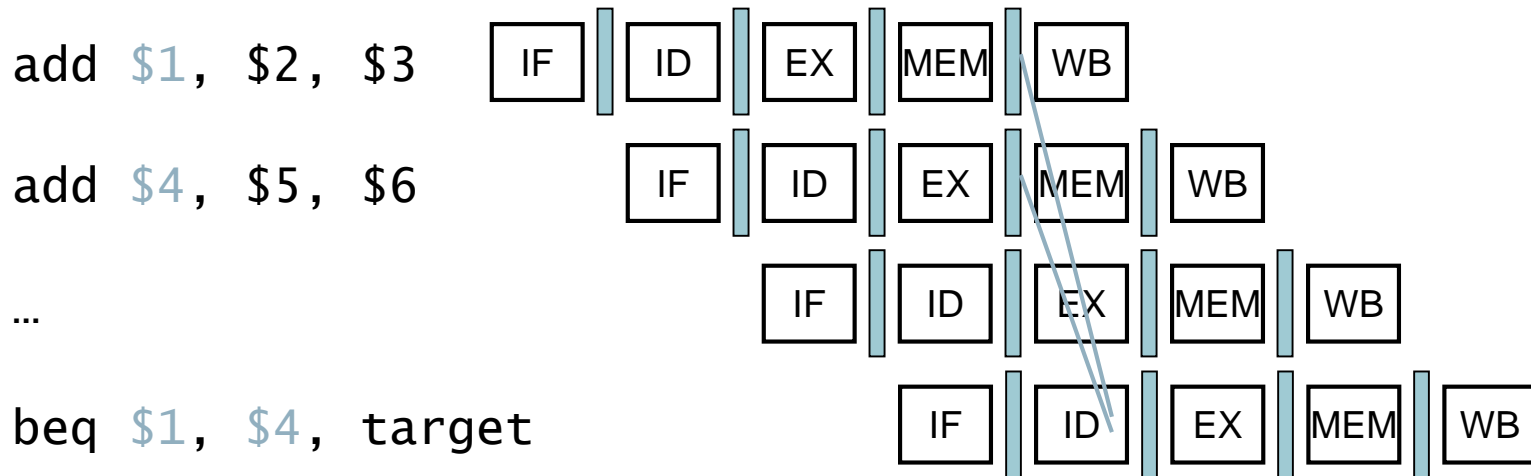 add $1, $2, $3 IF ID EX MEM WB
add $4, $5, $6 IF ID EX MEM WB
… IF ID EX MEM WB
beq $1, $4, target IF ID EX MEM WB